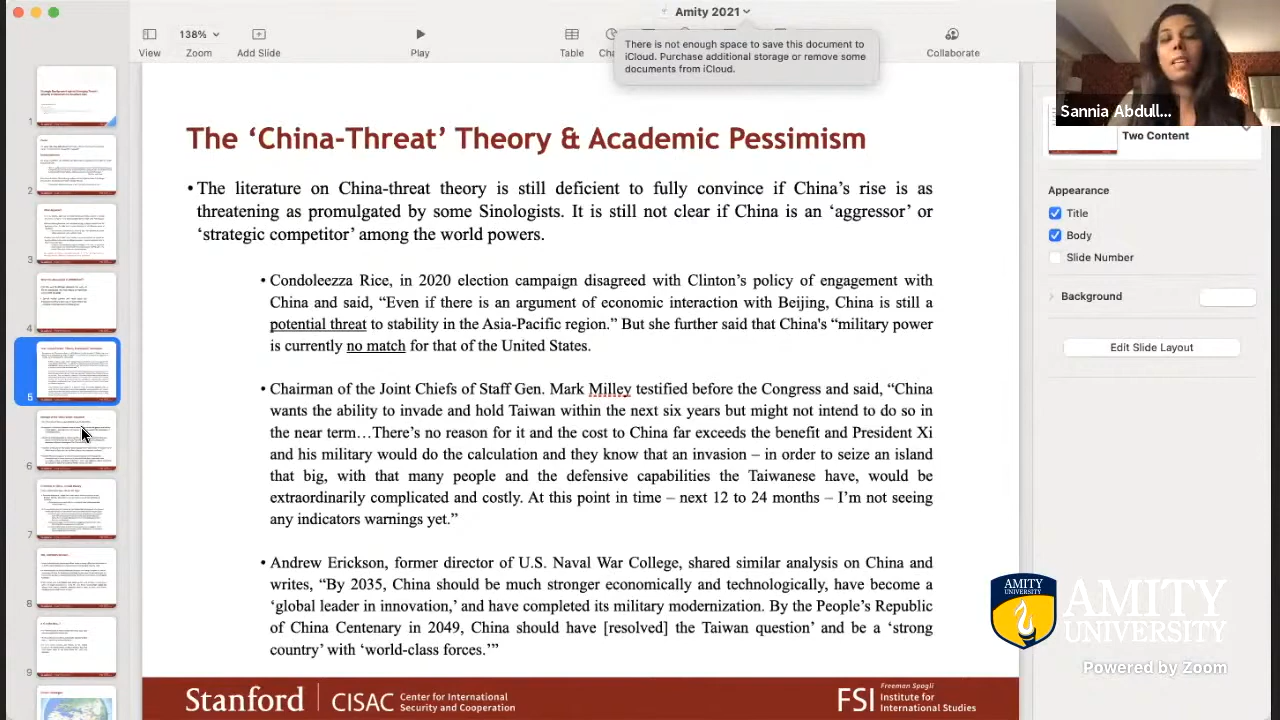 Amity 2021
View
138%
Zoom
Add Slide
Play
Table
Collaborate
There is not enough space to save this document to
iCloud. Purchase additional storage or remove some
documents from iCloud.
Sannia Abdull...
Two Content
Appearance
Title
Body
Slide Number
Background
Edit Slide Layout
1
2
3
4
5
6
7
8
9
The ‘China-Threat’ Theory & Academic Pessimism
• The literature on China-threat theory is still deficient to fully convince if China’s rise is as
threatening as promulgated by some Sinologists. It is still not clear if China is an ‘aggressor’ or
‘strategic competitor’ among the world powers.
• Condoleezza Rice, in 2020 election campaign disagreed with Clinton’s policy of engagement with
China and said, “Even if there is an argument of economic interaction with Beijing, China is still a
potential threat to stability in the Asia-Pacific region.” But she further said that China's “military power
is currently no match for that of the United States.
• Chairman of the Joint Chiefs of Staff Gen. Mark Milley testified before the Congress and said, “China
wants the ability to invade and hold Taiwan within the next six years but might not intend to do so in
the near term. There’s no reason to and the cost to China far exceeds the benefit and President Xi
and his military would do the calculation and they know that an invasion – in order to seize an island
that big, with that many people and the defensive capabilities the Taiwanese have, would be
extraordinarily complicated and costly. At this point in time – next 12 to 24 months – I’m not seeing
any indicators warnings yet.”
• Andrew Erickson, former director U.S. Naval War College, shared similar analysis on China and
writes, “By 2035, China should be much stronger economically and technologically, have become a
‘global leader in innovation,’ and have completed its military modernization. By the People’s Republic
of China Centenary in 2049, China should have [resolved] the Taiwan question’ and be a ‘strong
country’ with ‘world-class forces.’”
Stanford CISAC Center for International
Security and Cooperation
FSI Freeman Spogli
Institute for
International Studies
AMITY
UNIVERSITY
AMITY
UNIVERSITY
Powered by Zoom